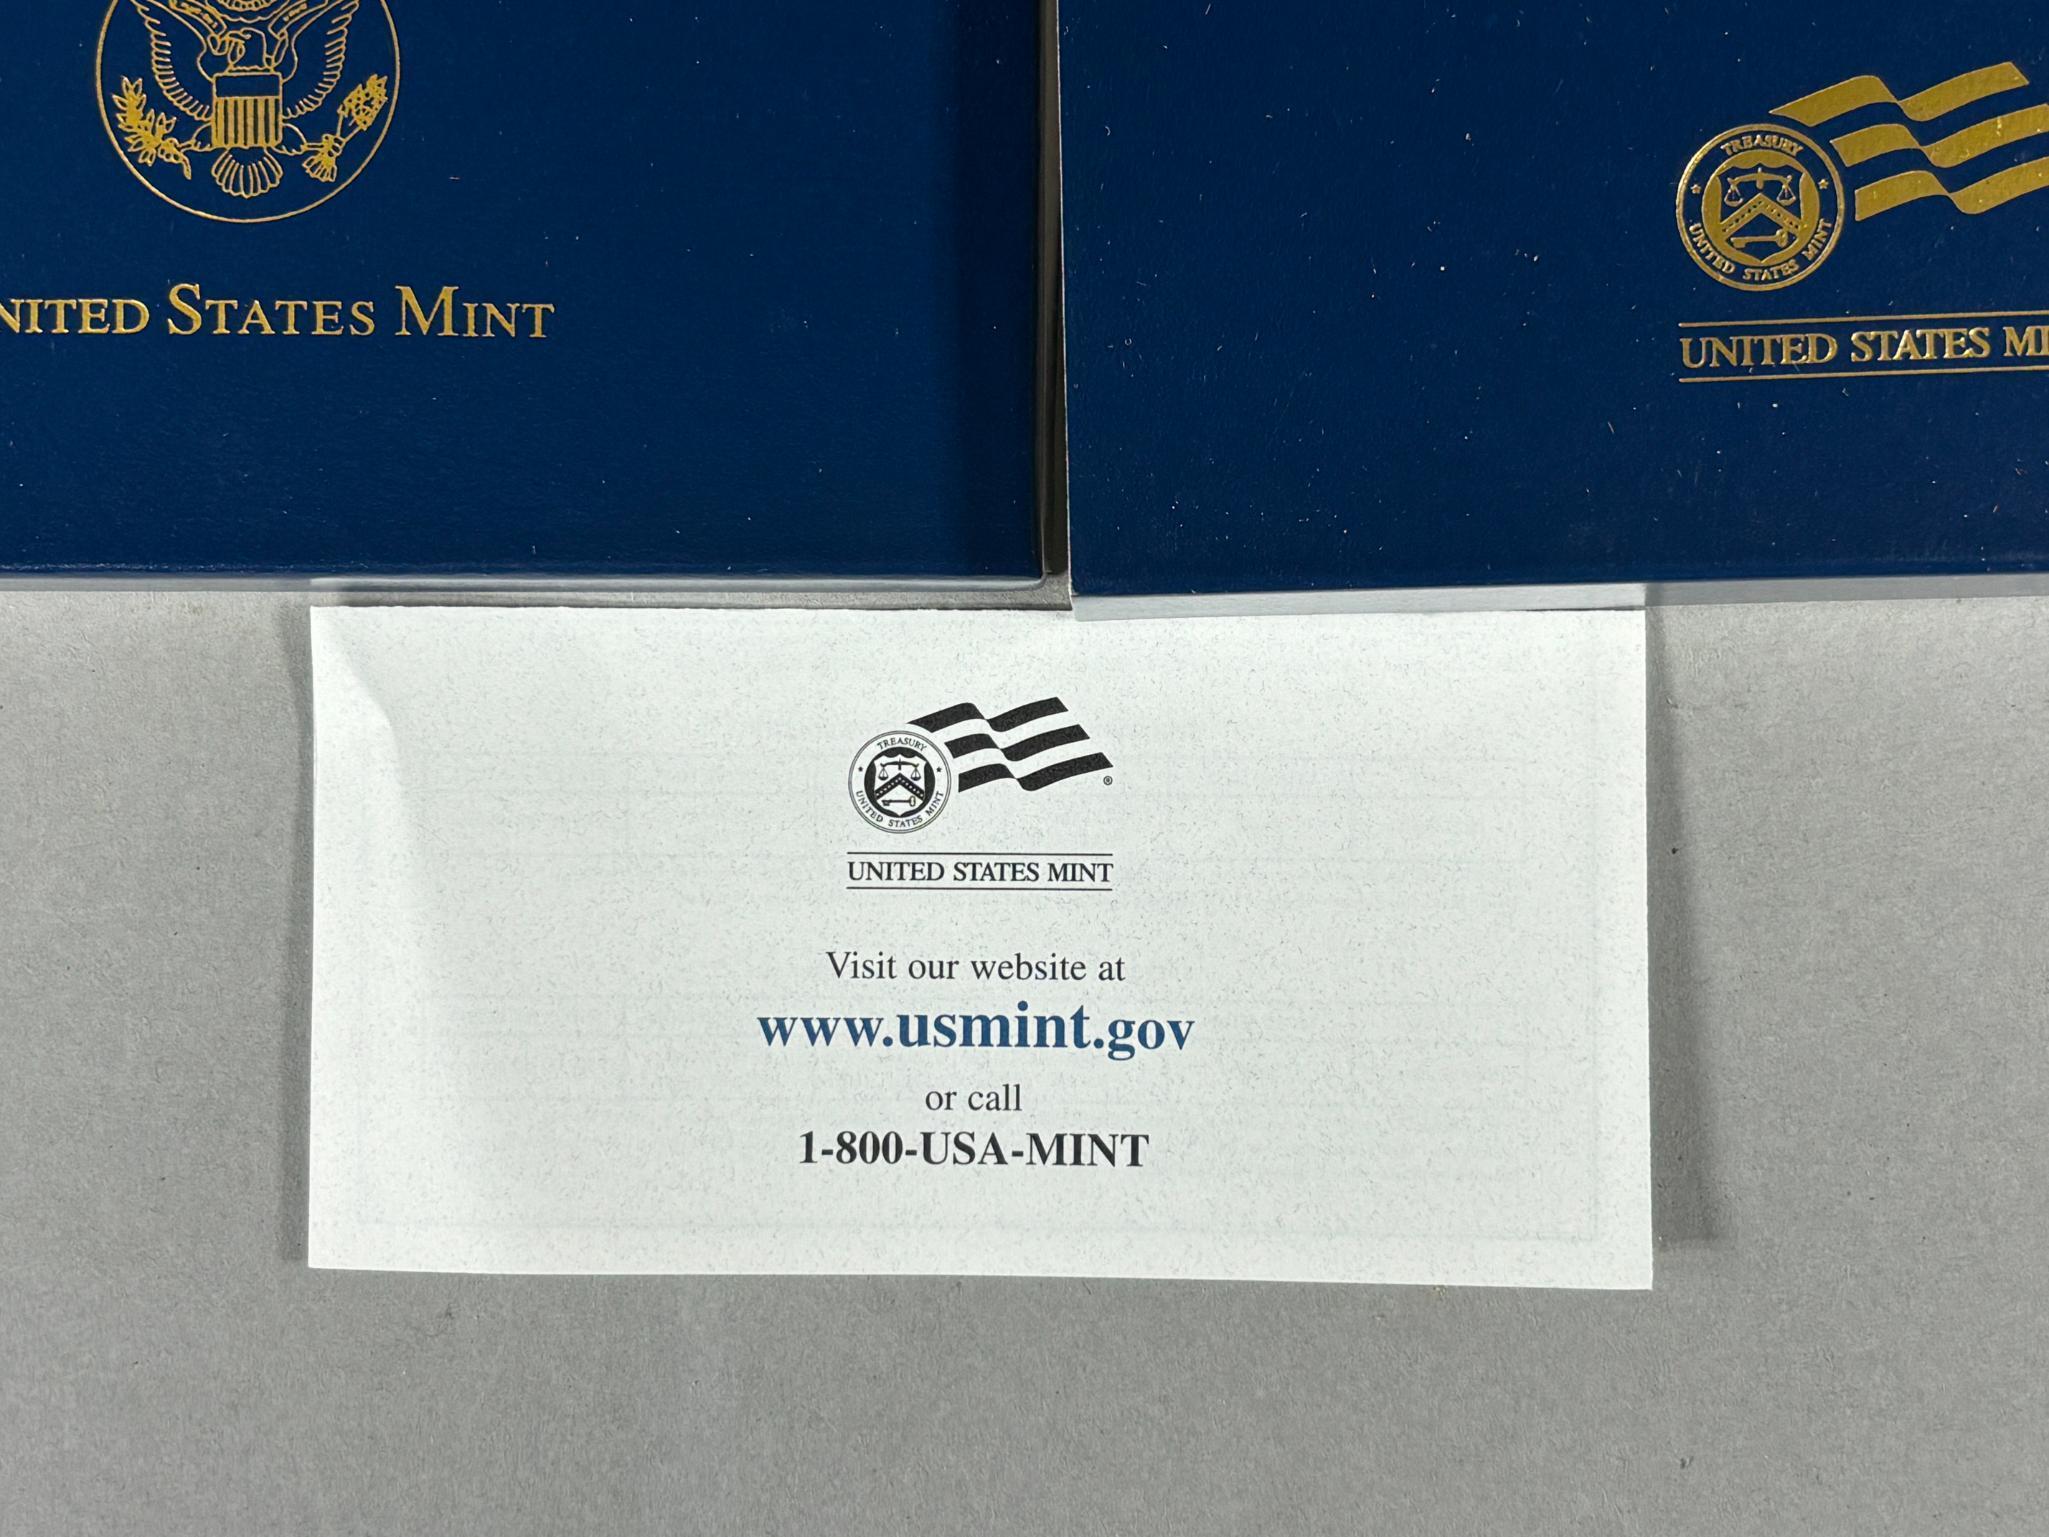 NITED STATES MINT
TREASURY
UNITED STATES MINT
UNITED STATES MI
TREASURY
UNITED STATES MINT
®
UNITED STATES MINT
Visit our website at
www.usmint.gov
or call
1-800-USA-MINT